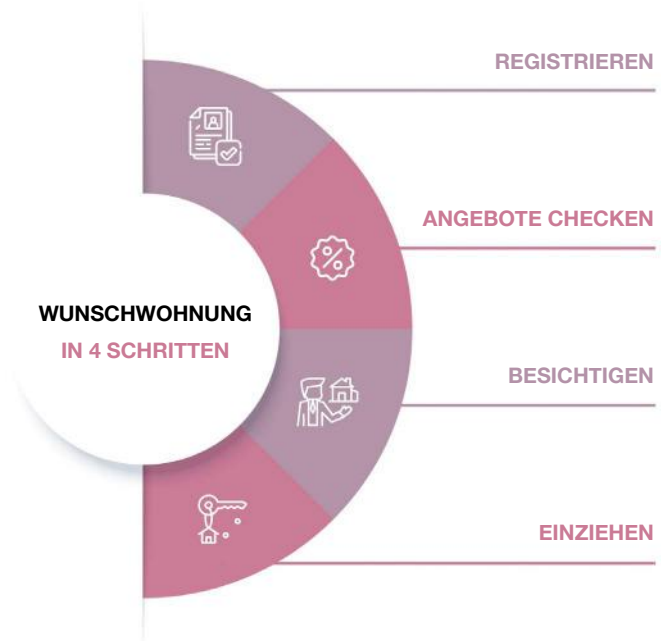 WUNSCHWOHNUNG
IN 4 SCHRITTEN
REGISTRIEREN
ANGEBOTE CHECKEN
BESICHTIGEN
EINZIEHEN